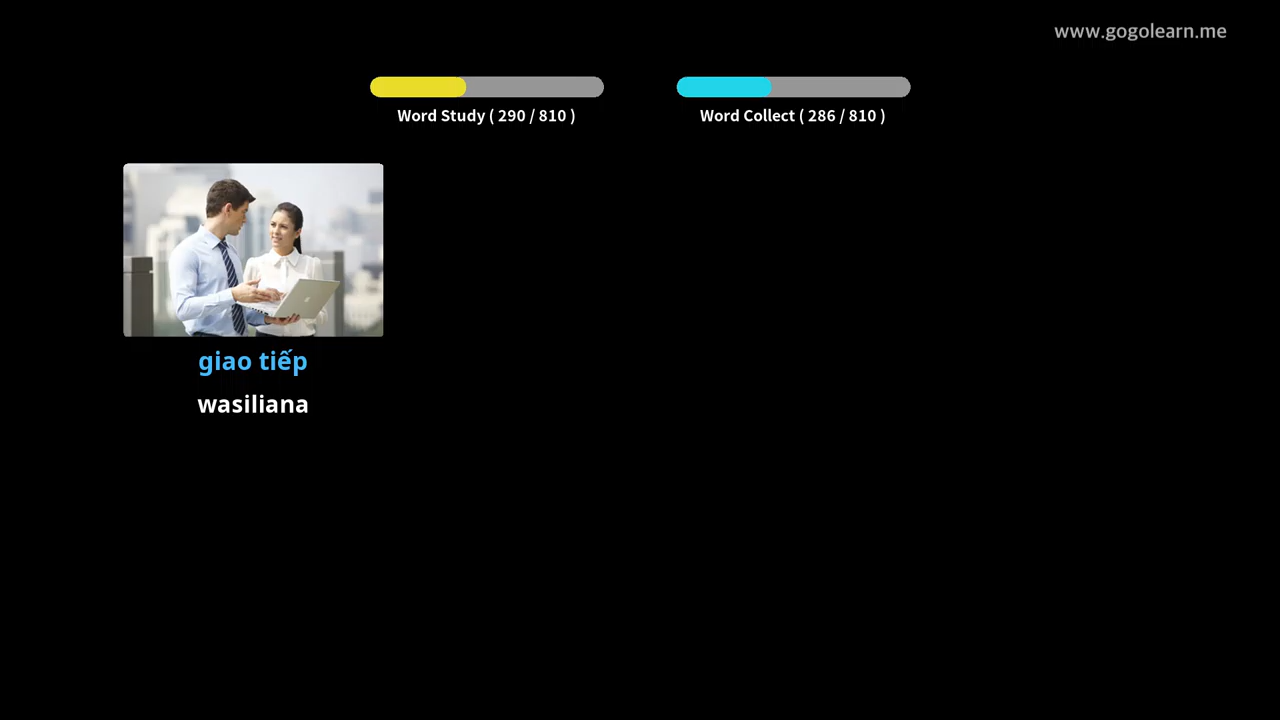 www.gogolearn.me
Word Study ( 290 / 810 )
Word Collect ( 286 / 810 )
giao tiếp
wasiliana